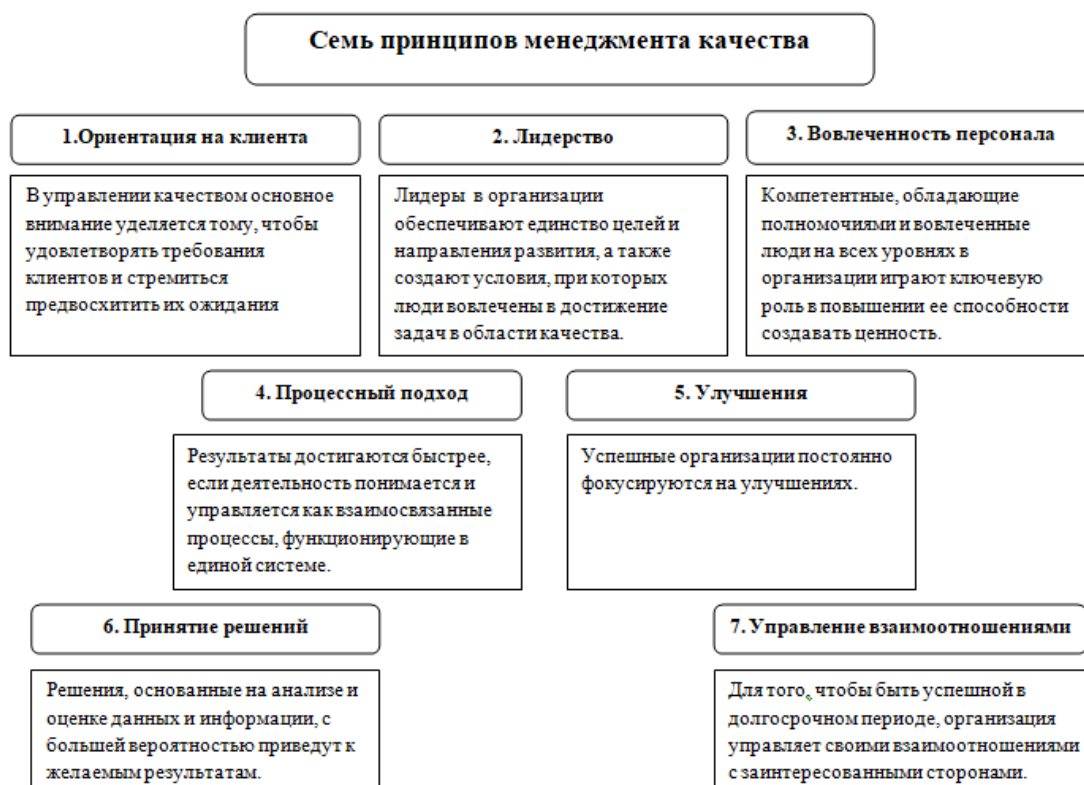 Семь принципов менеджмента качества
1.Ориентация на клиента
В управлении качеством основное
внимание уделяется тому, чтобы
удовлетворять требования
клиентов и стремиться
предвосхитить их ожидания
2. Лидерство
Лидеры в организации
обеспечивают единство целей и
направления развития, а также
создают условия, при которых
люди вовлечены в достижение
задач в области качества.
3. Вовлеченность персонала
Компетентные, обладающие
полномочиями и вовлеченные
люди на всех уровнях в
организации играют ключевую
роль в повышении ее способности
создавать ценность.
4. Процессный подход
Результаты достигаются быстрее,
если деятельность понимается и
управляется как взаимосвязанные
процессы, функционирующие в
единой системе.
5. Улучшения
Успешные организации постоянно
фокусируются на улучшениях.
6. Принятие решений
Решения, основанные на анализе и
оценке данных и информации, с
большей вероятностью приведут к
желаемым результатам.
7. Управление взаимоотношениями
Для того, чтобы быть успешной в
долгосрочном периоде, организация
управляет своими взаимоотношениями
с заинтересованными сторонами.